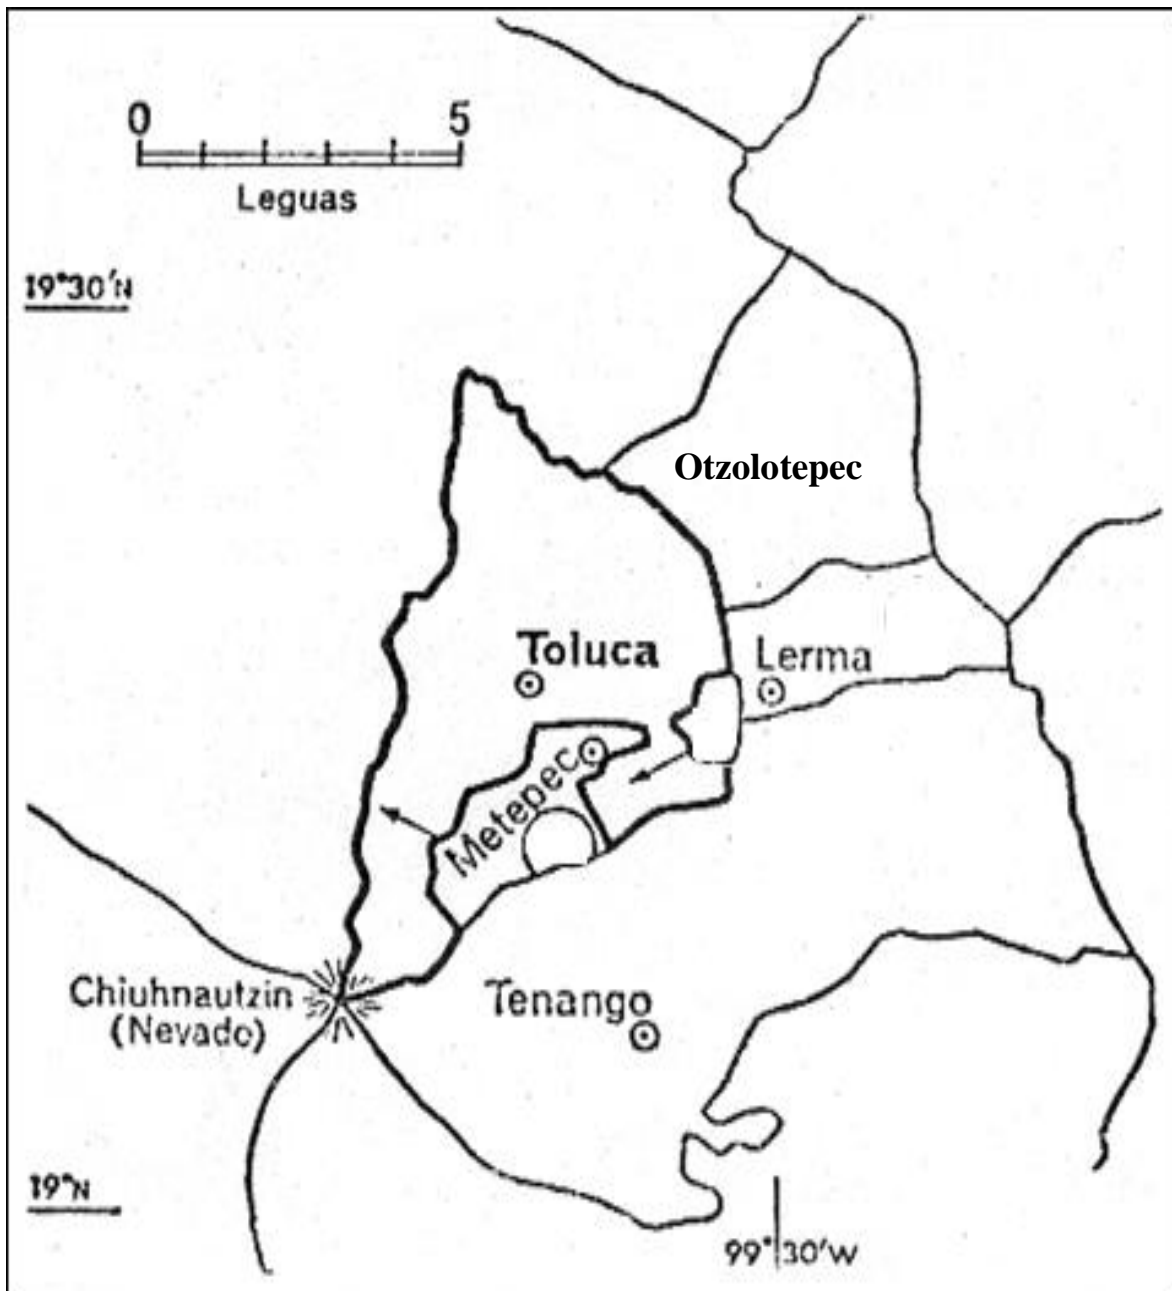 0 5
Leguas
19°30'N
Otzolotepec
Toluca
Lerma
Metepec
Chiuhnautzin
(Nevado)
Tenango
19°N
99°30'W